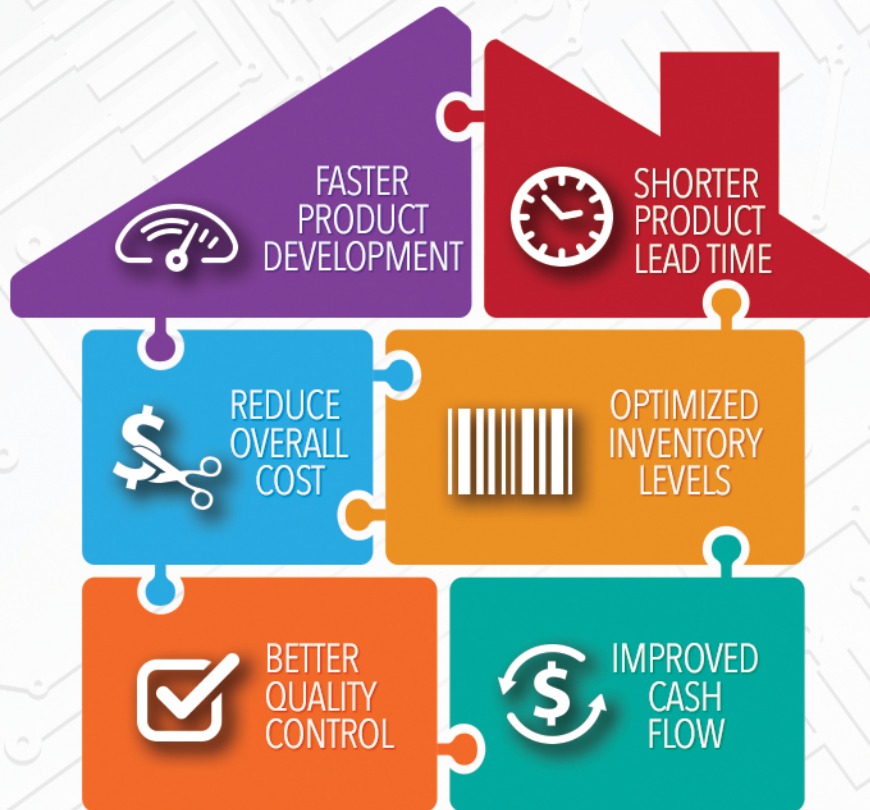 FASTER
PRODUCT
DEVELOPMENT
SHORTER
PRODUCT
LEAD TIME
REDUCE
OVERALL
COST
OPTIMIZED
INVENTORY
LEVELS
BETTER
QUALITY
CONTROL
IMPROVED
CASH
FLOW